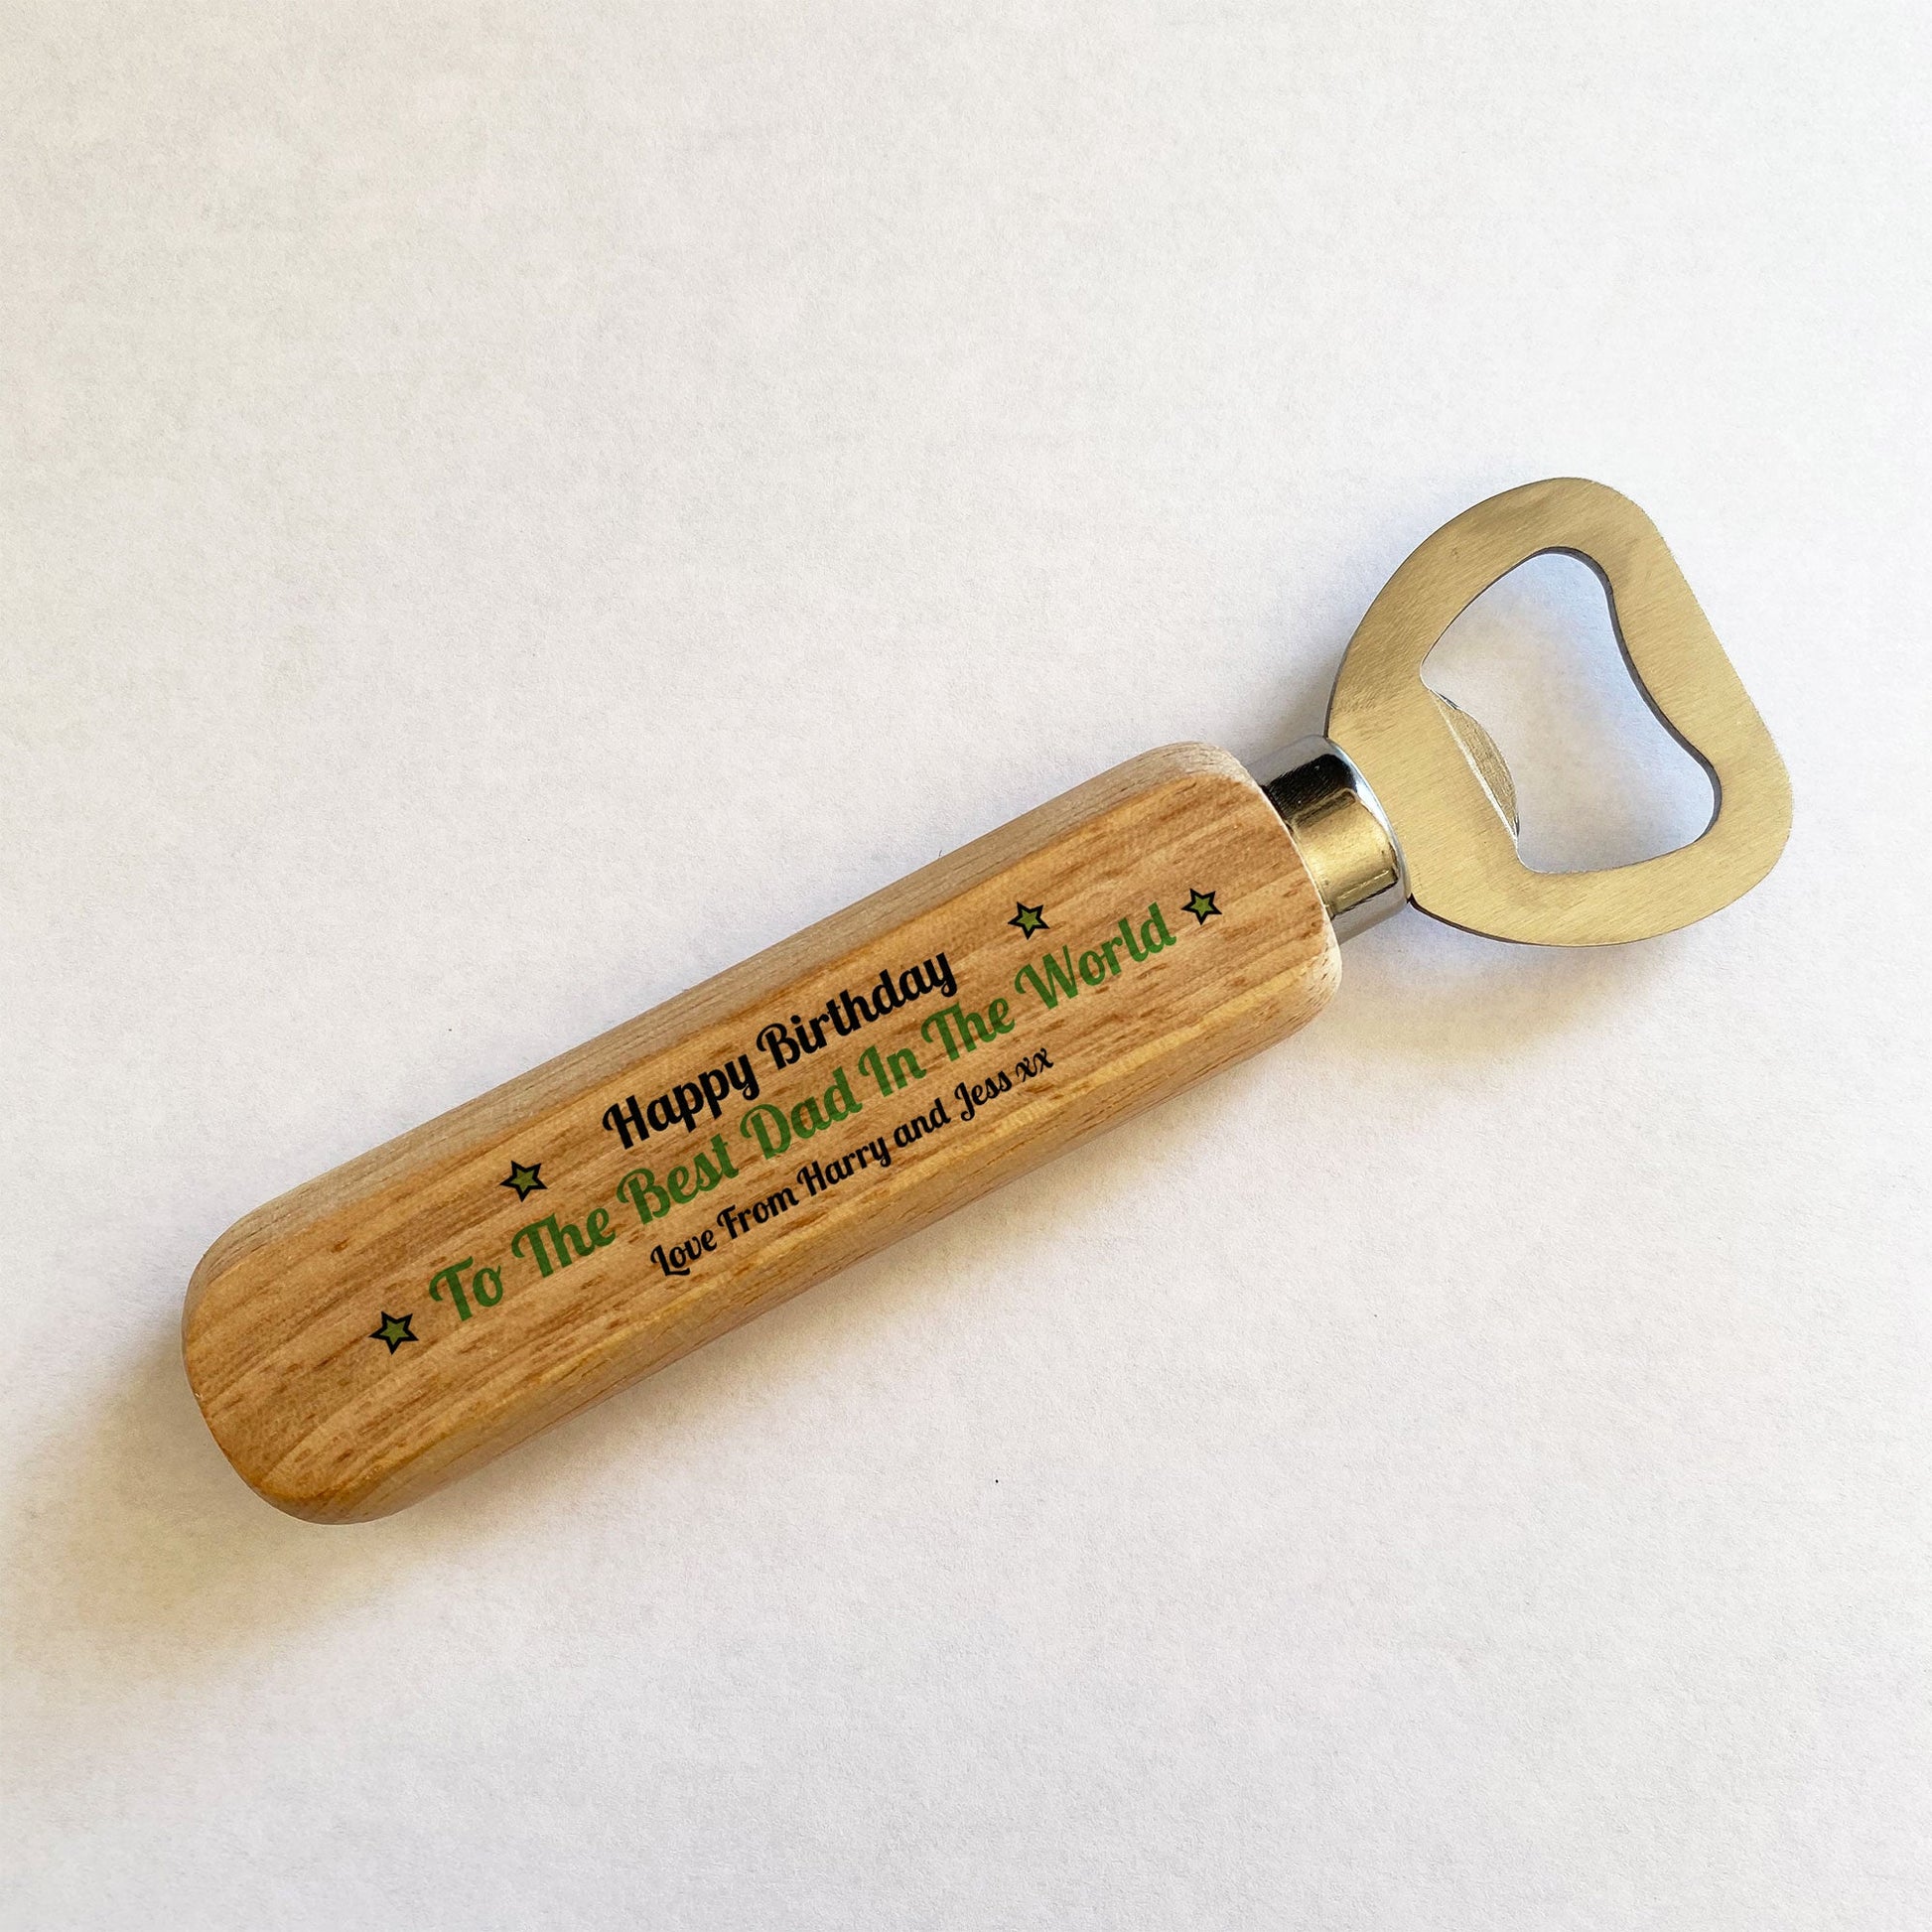 Happy Birthday
To The Best Dad In The World
Love From Harry and Jess xx